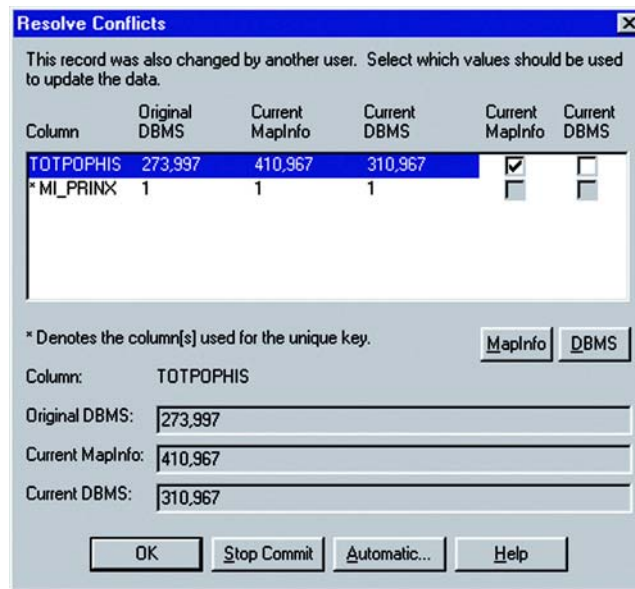 Resolve Conflicts
This record was also changed by another user. Select which values should be used
to update the data.
Column Original DBMS Current MapInfo Current DBMS Current MapInfo Current DBMS
TOTPOPHIS 273,997 410,967 310,967
* MI_PRINX 1 1 1
* Denotes the column[s] used for the unique key.
MapInfo DBMS
Column: TOTPOPHIS
Original DBMS: 273,997
Current MapInfo: 410,967
Current DBMS: 310,967
OK Stop Commit Automatic... Help